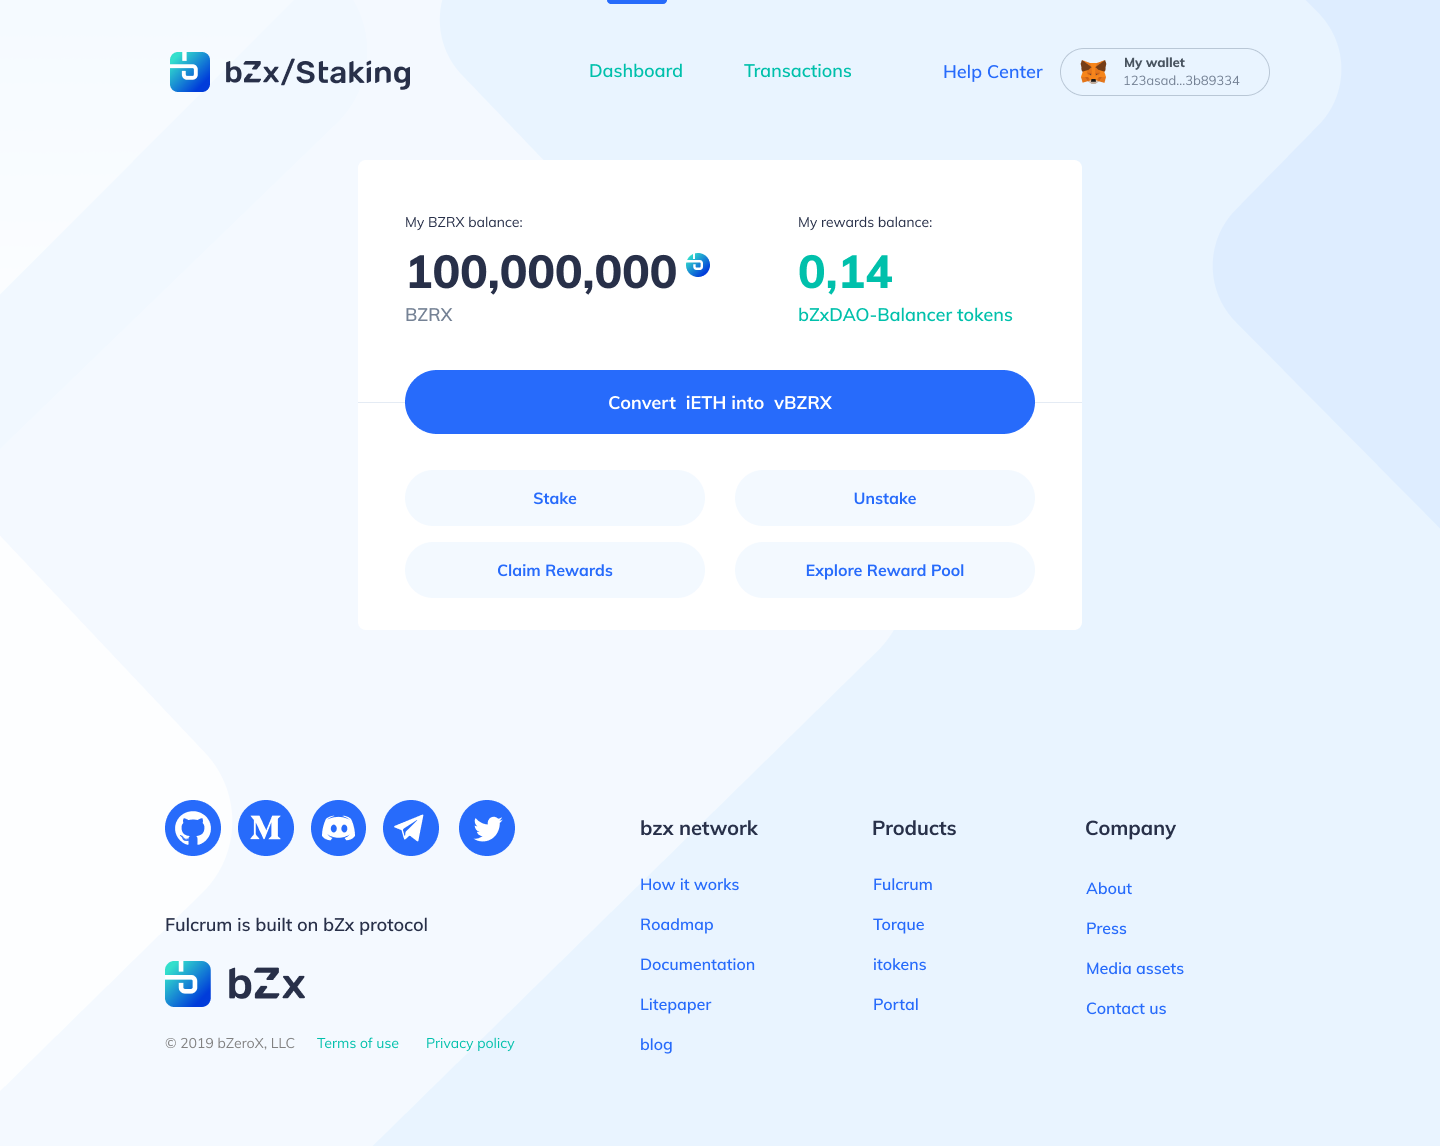 bZx/Staking
Dashboard
Transactions
Help Center
My wallet
123asad...3b89334
My BZRX balance:
100,000,000
BZRX
My rewards balance:
0,14
bZxDAO-Balancer tokens
Convert iETH into vBZRX
Stake
Unstake
Claim Rewards
Explore Reward Pool
M
Fulcrum is built on bZx protocol
bZx
© 2019 bZeroX, LLC
Terms of use
Privacy policy
bzx network
How it works
Roadmap
Documentation
Litepaper
blog
Products
Fulcrum
Torque
itokens
Portal
Company
About
Press
Media assets
Contact us